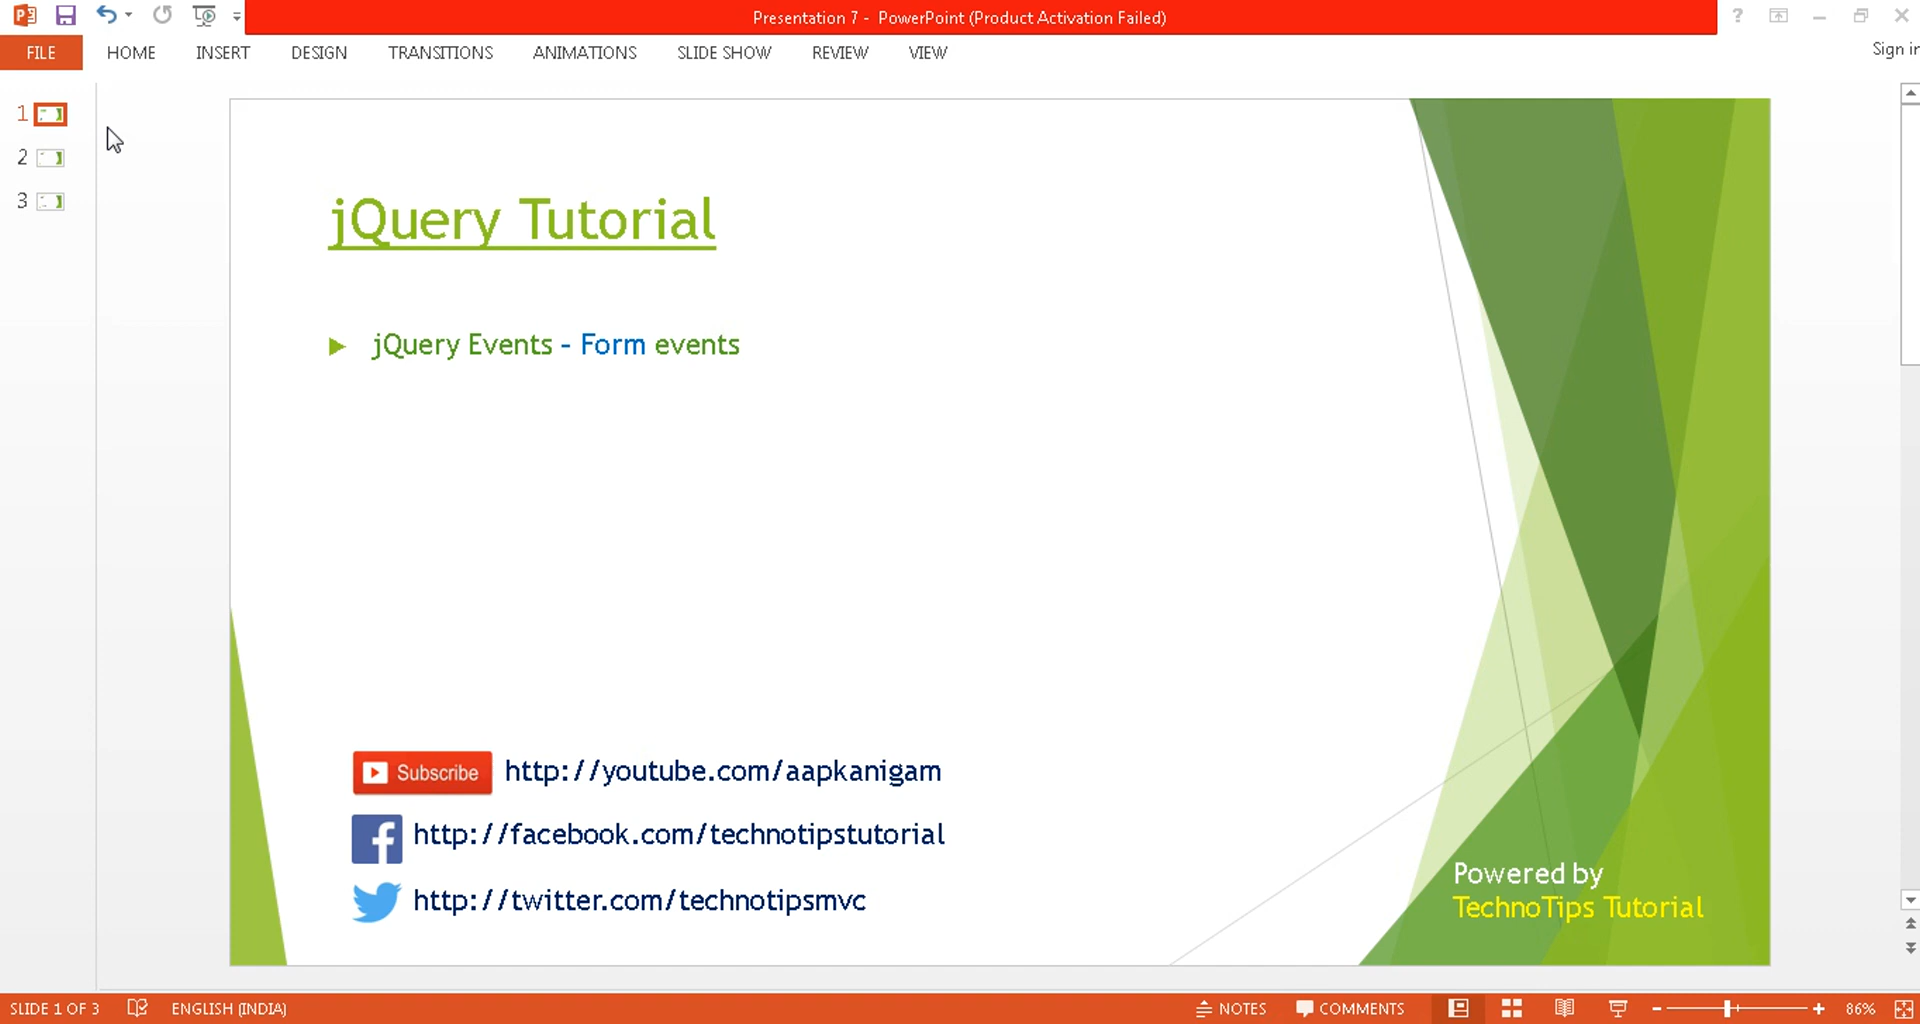 Presentation 7 - PowerPoint (Product Activation Failed)
?
FILE HOME INSERT DESIGN TRANSITIONS ANIMATIONS SLIDE SHOW REVIEW VIEW
Sign in
1
2
3
jQuery Tutorial
jQuery Events - Form events
Subscribe http://youtube.com/aapkanigam
http://facebook.com/technotipstutorial
http://twitter.com/technotipsmvc
Powered by
TechnoTips Tutorial
SLIDE 1 OF 3 ENGLISH (INDIA) NOTES COMMENTS 86%